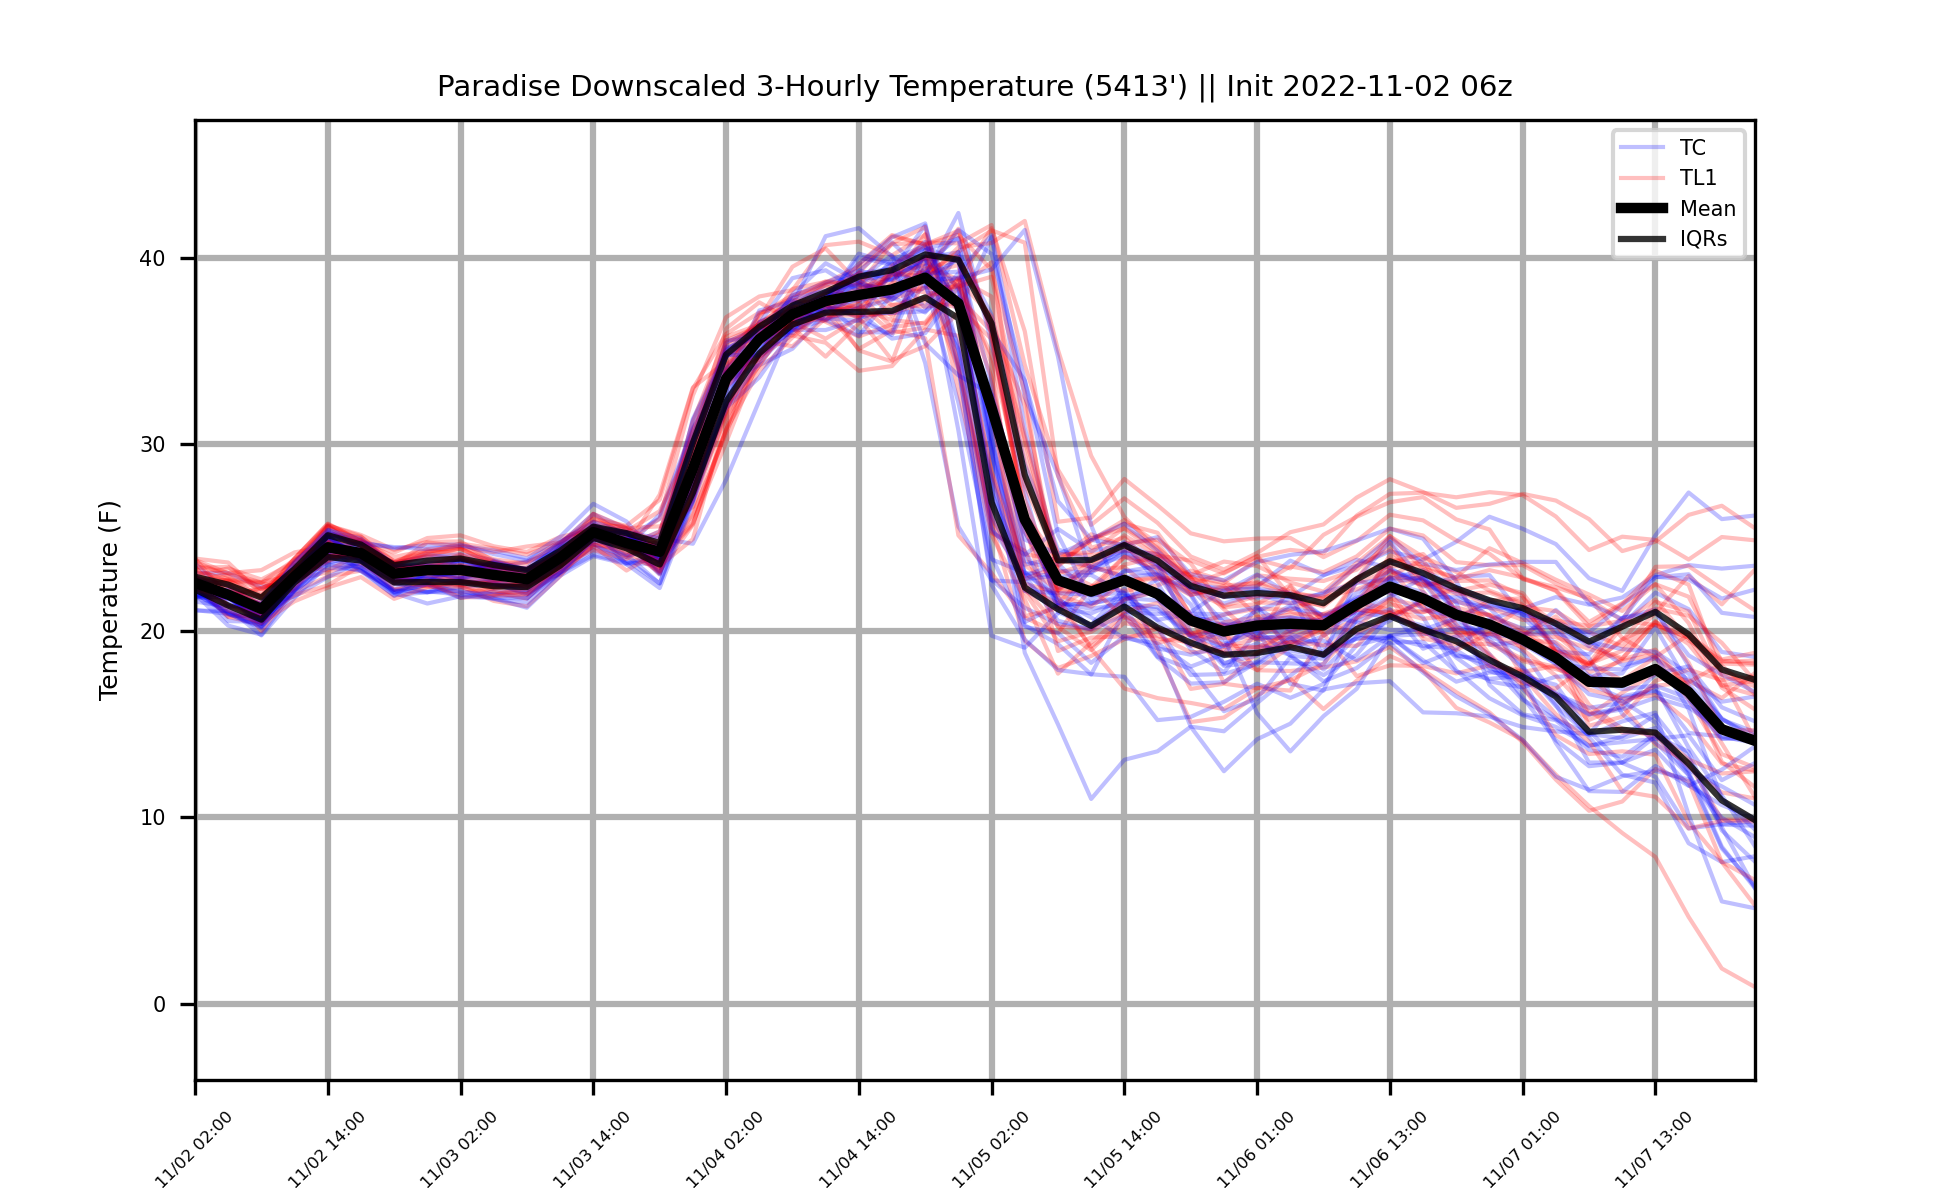 Paradise Downscaled 3-Hourly Temperature (5413') || Init 2022-11-02 06z
TC
TL1
Mean
IQRs
Temperature (F)
40
30
20
10
0
11/02 02:00
11/02 14:00
11/03 02:00
11/03 14:00
11/04 02:00
11/04 14:00
11/05 02:00
11/05 14:00
11/06 01:00
11/06 13:00
11/07 01:00
11/07 13:00